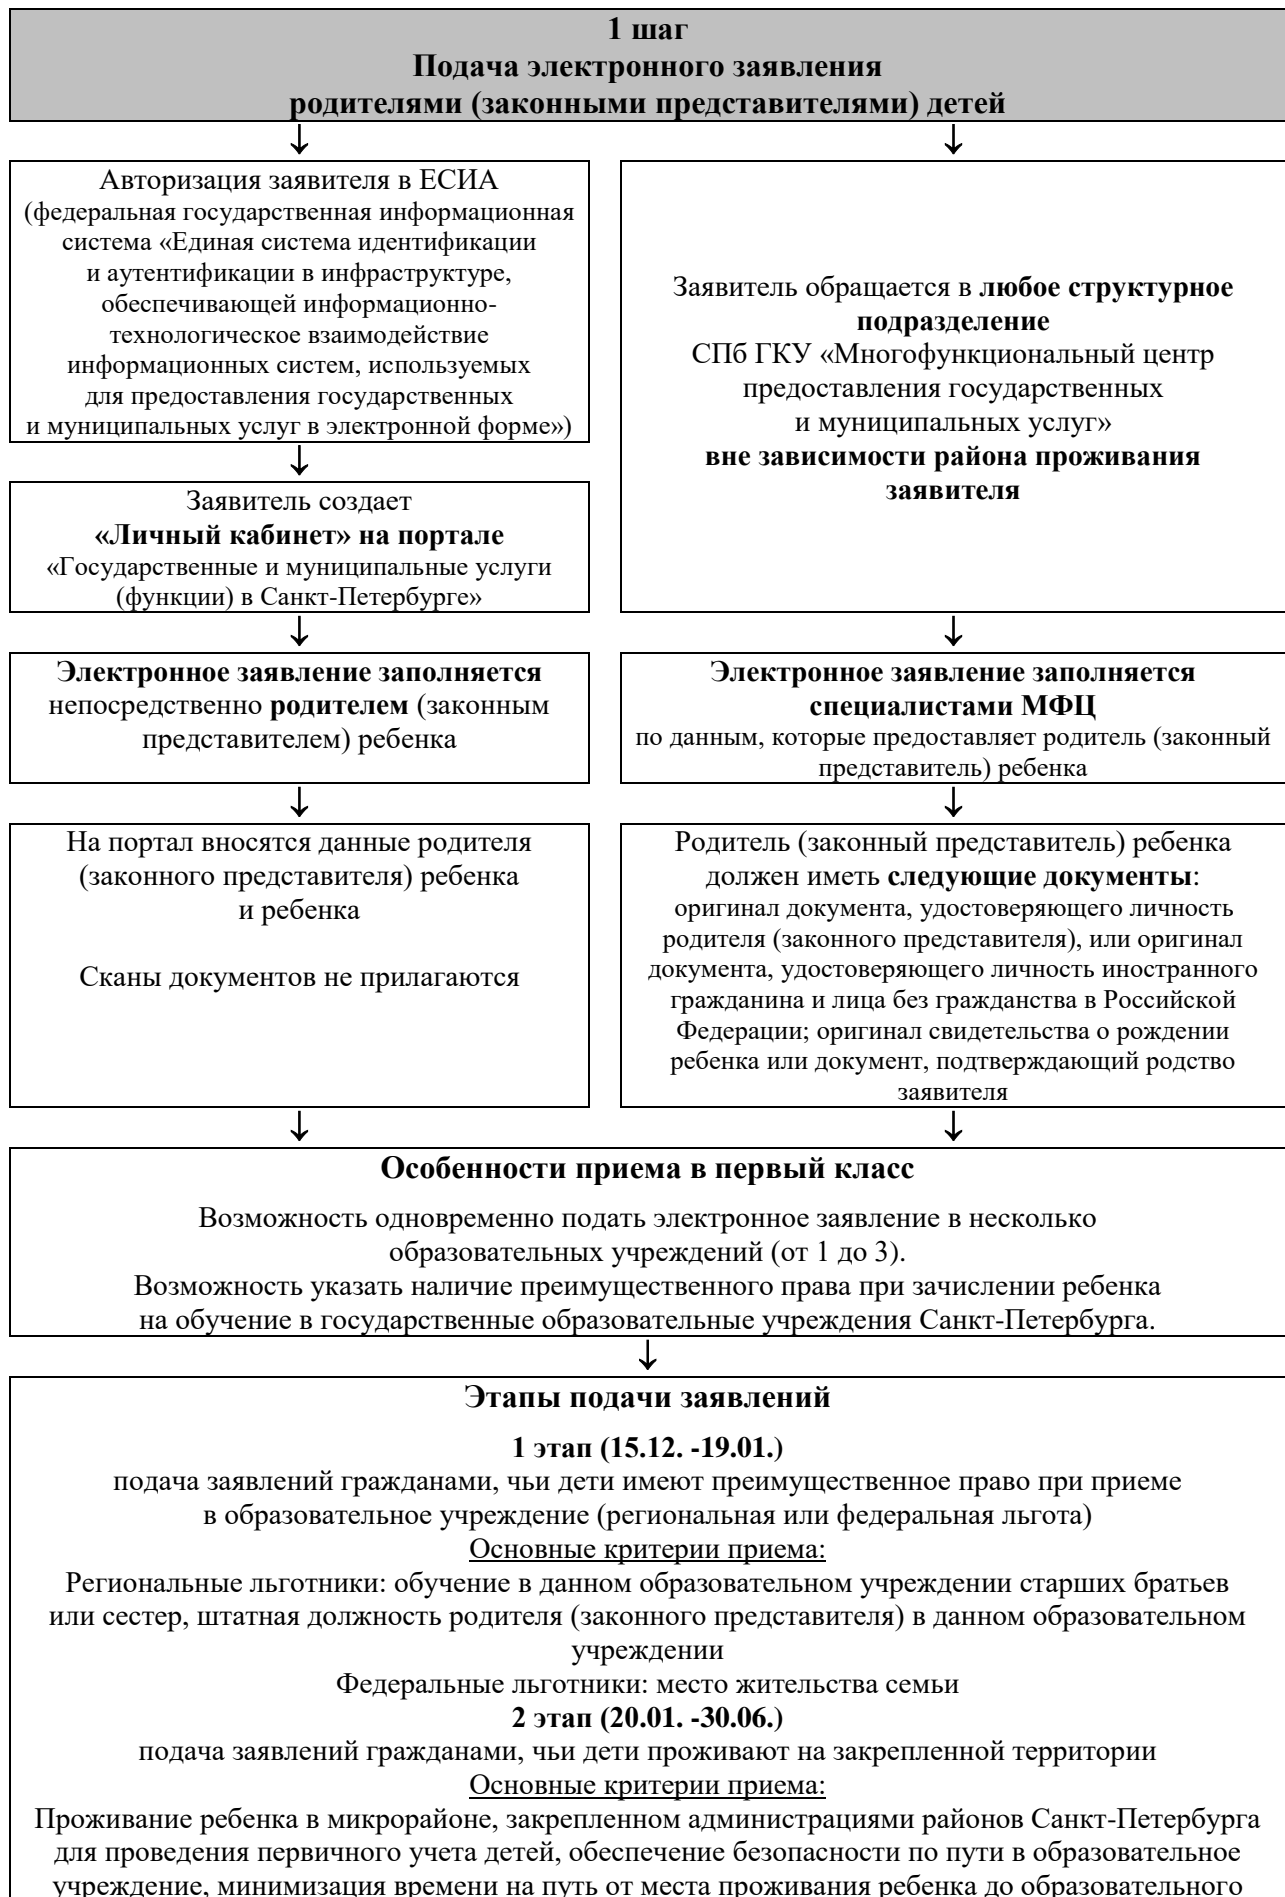 1 шаг
Подача электронного заявления
родителями (законными представителями) детей
↓
↓
Авторизация заявителя в ЕСИА
(федеральная государственная информационная
система «Единая система идентификации
и аутентификации в инфраструктуре,
обеспечивающей информационно-
технологическое взаимодействие
информационных систем, используемых
для предоставления государственных
и муниципальных услуг в электронной форме»)
↓
Заявитель создает
«Личный кабинет» на портале
«Государственные и муниципальные услуги
(функции) в Санкт-Петербурге»
Заявитель обращается в любое структурное
подразделение
СПб ГКУ «Многофункциональный центр
предоставления государственных
и муниципальных услуг»
вне зависимости района проживания
заявителя
↓
↓
Электронное заявление заполняется
непосредственно родителем (законным
представителем) ребенка
Электронное заявление заполняется
специалистами МФЦ
по данным, которые предоставляет родитель (законный
представитель) ребенка
↓
↓
На портал вносятся данные родителя
(законного представителя) ребенка
и ребенка
Сканы документов не прилагаются
Родитель (законный представитель) ребенка
должен иметь следующие документы:
оригинал документа, удостоверяющего личность
родителя (законного представителя), или оригинал
документа, удостоверяющего личность иностранного
гражданина и лица без гражданства в Российской
Федерации; оригинал свидетельства о рождении
ребенка или документ, подтверждающий родство
заявителя
↓
↓
Особенности приема в первый класс
Возможность одновременно подать электронное заявление в несколько
образовательных учреждений (от 1 до 3).
Возможность указать наличие преимущественного права при зачислении ребенка
на обучение в государственные образовательные учреждения Санкт-Петербурга.
↓
Этапы подачи заявлений
1 этап (15.12. -19.01.)
подача заявлений гражданами, чьи дети имеют преимущественное право при приеме
в образовательное учреждение (региональная или федеральная льгота)
Основные критерии приема:
Региональные льготники: обучение в данном образовательном учреждении старших братьев
или сестер, штатная должность родителя (законного представителя) в данном образовательном
учреждении
Федеральные льготники: место жительства семьи
2 этап (20.01. -30.06.)
подача заявлений гражданами, чьи дети проживают на закрепленной территории
Основные критерии приема:
Проживание ребенка в микрорайоне, закрепленном администрациями районов Санкт-Петербурга
для проведения первичного учета детей, обеспечение безопасности по пути в образовательное
учреждение, минимизация времени на путь от места проживания ребенка до образовательного